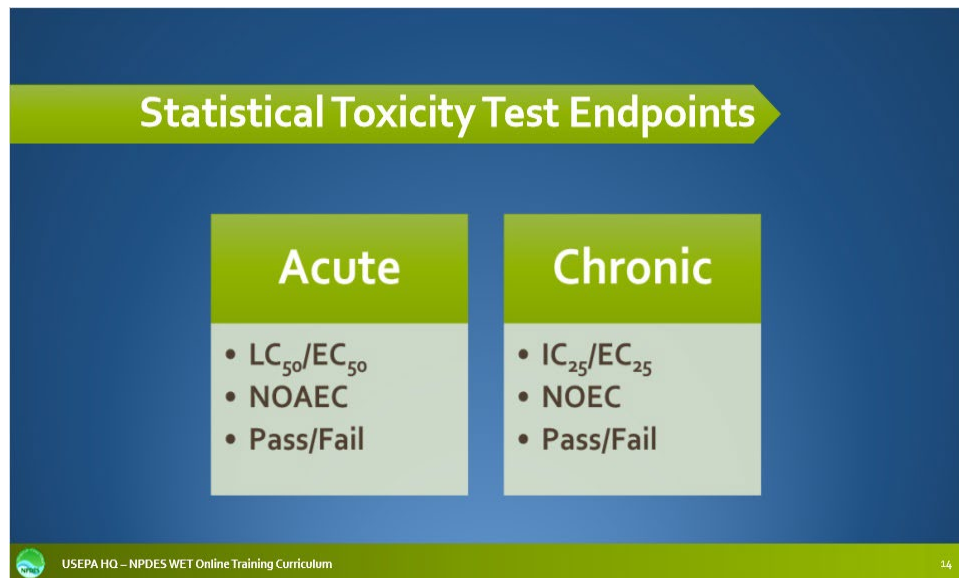 Statistical Toxicity Test Endpoints
Acute
• LC₅₀/EC₅₀
• NOAEC
• Pass/Fail
Chronic
• IC₂₅/EC₂₅
• NOEC
• Pass/Fail
NPDES
USEPA HQ – NPDES WET Online Training Curriculum
14